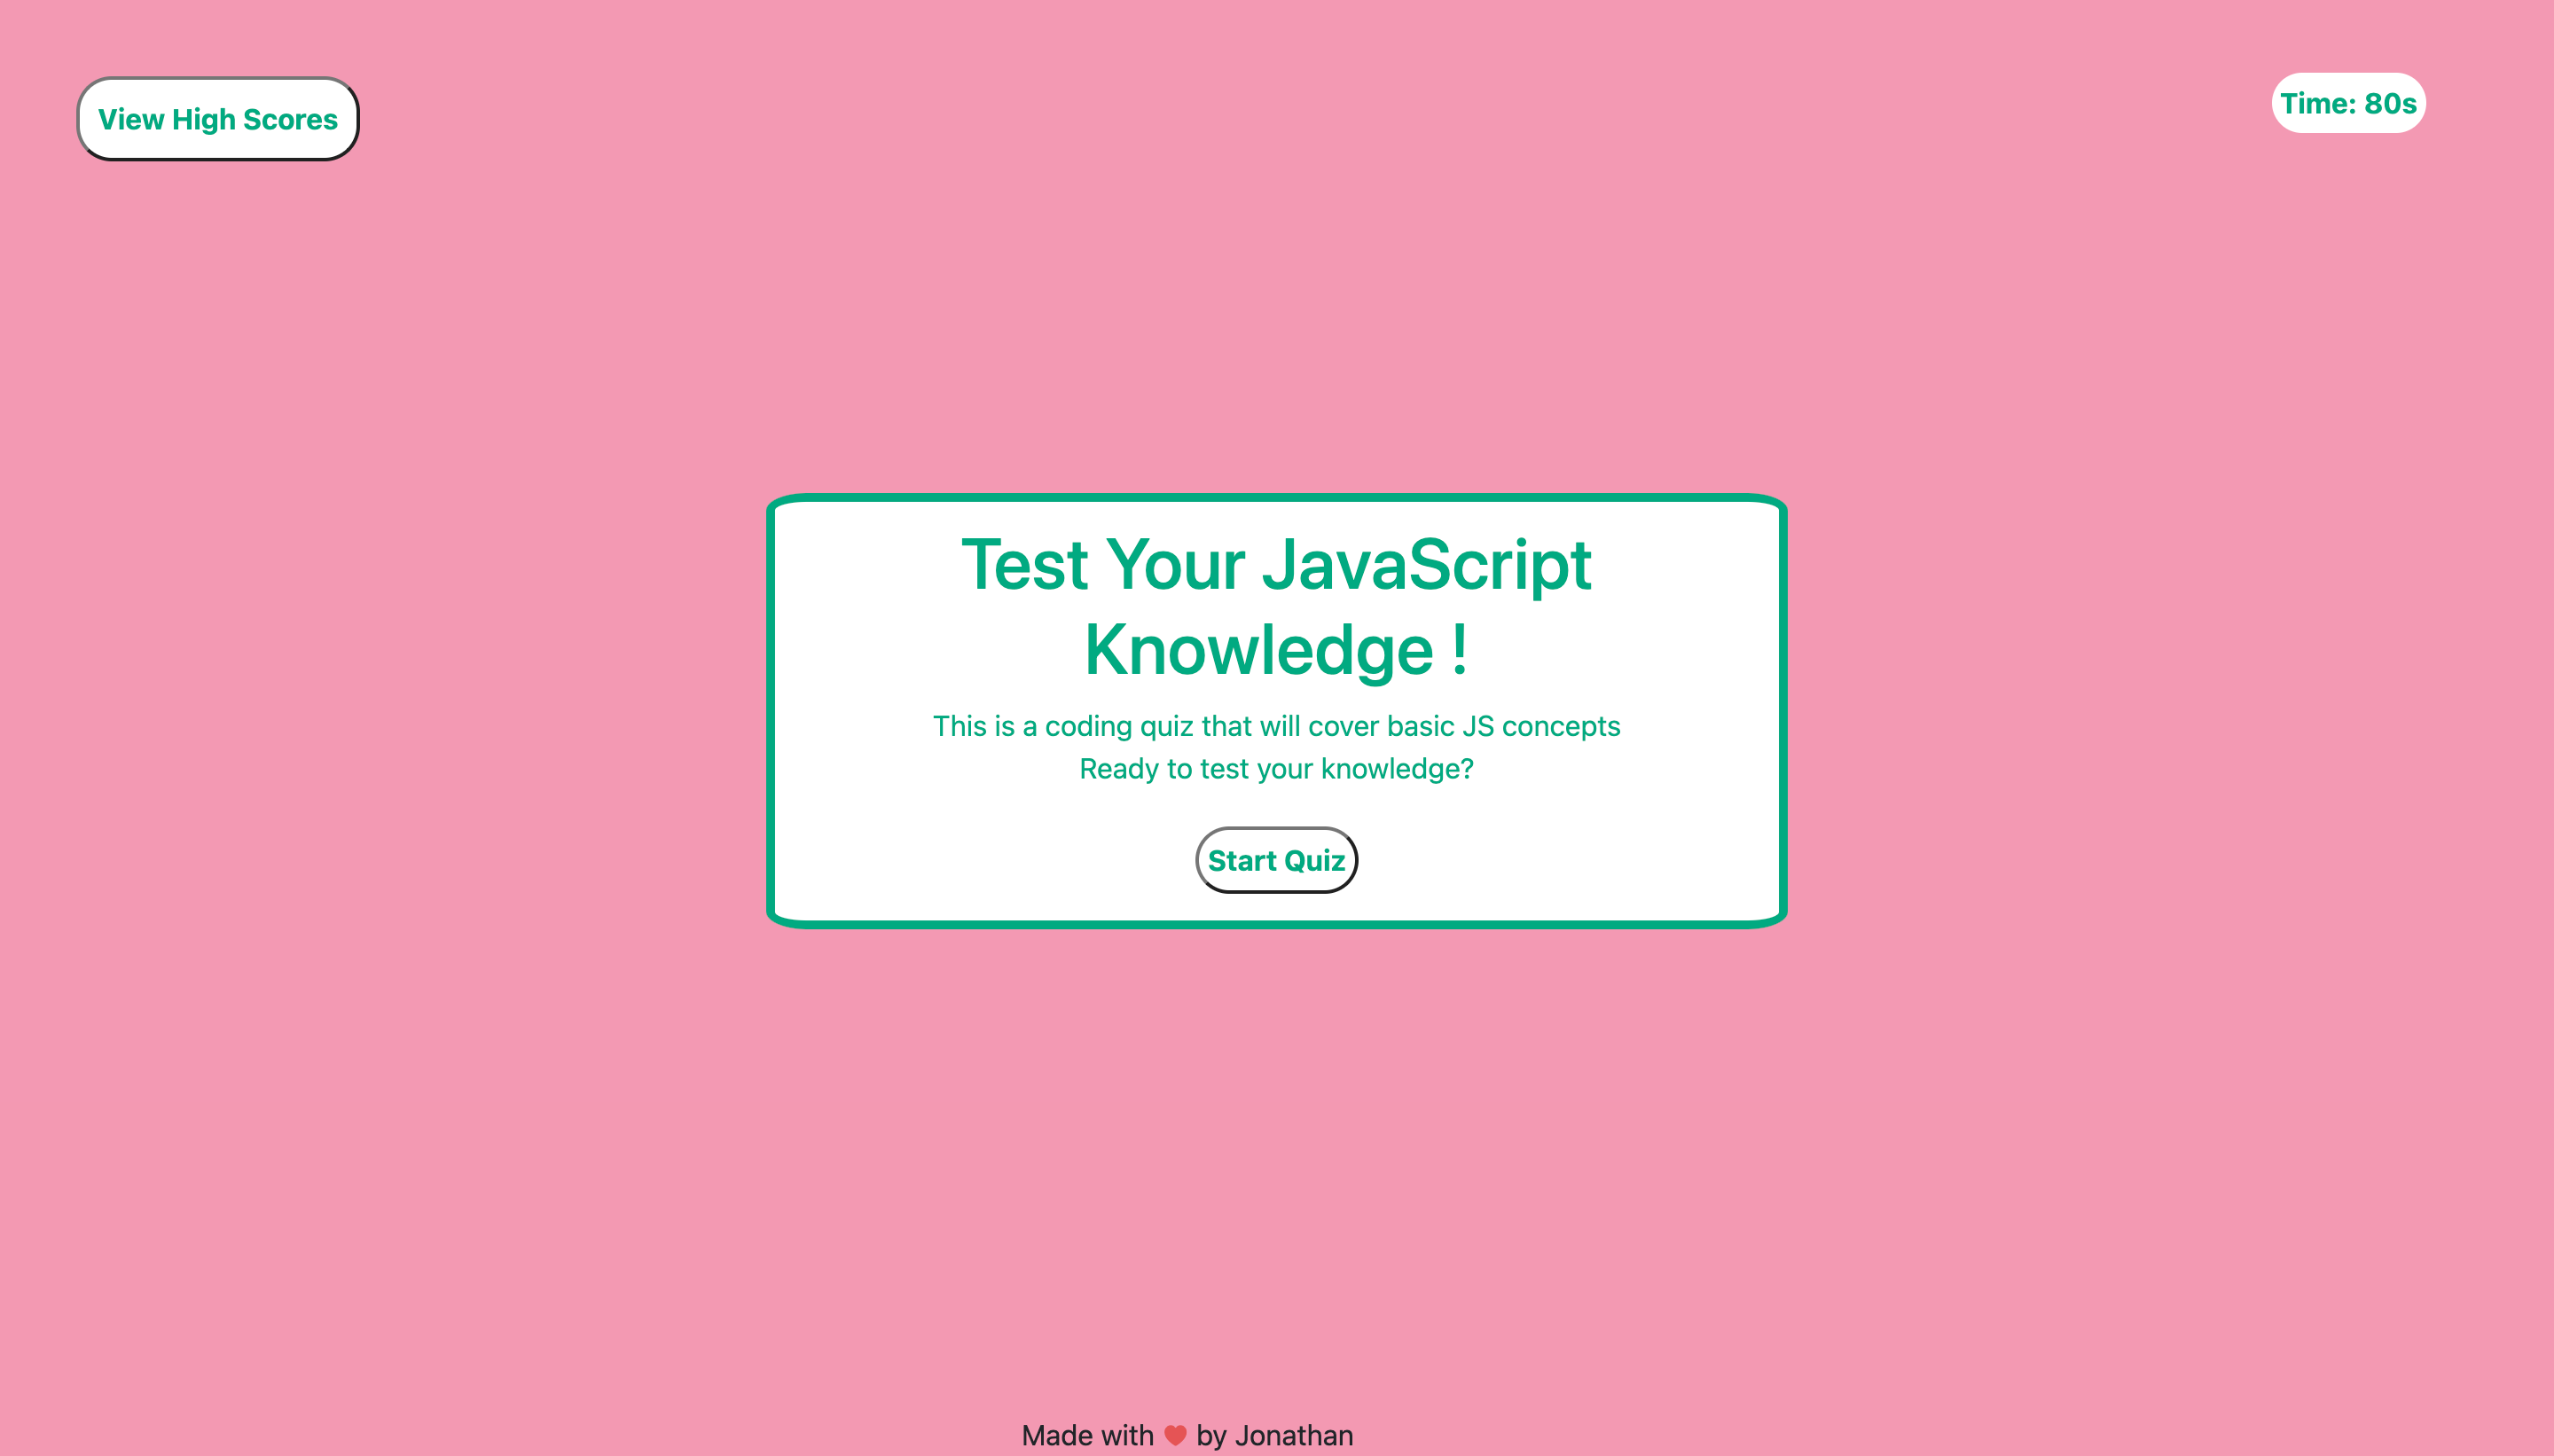 View High Scores
Time: 80s
Test Your JavaScript
Knowledge !
This is a coding quiz that will cover basic JS concepts
Ready to test your knowledge?
Start Quiz
Made with ❤️ by Jonathan